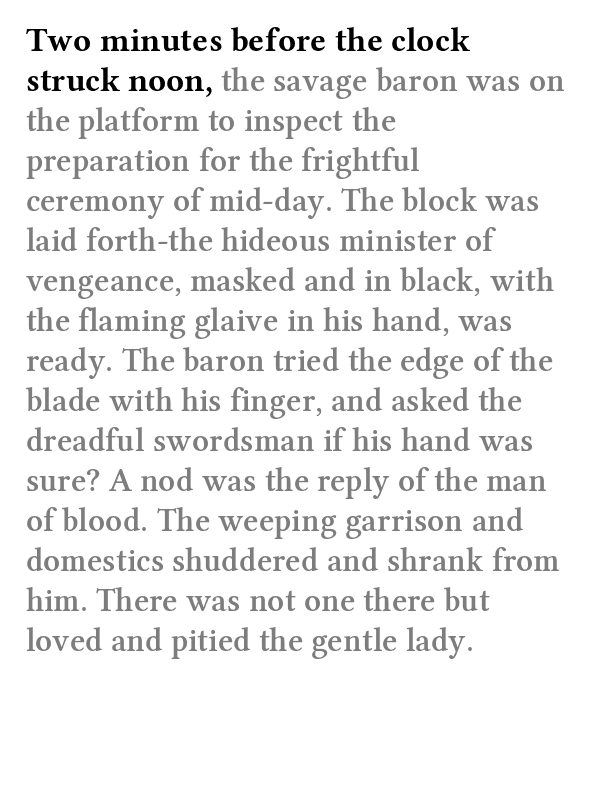 Two minutes before the clock
struck noon, the savage baron was on
the platform to inspect the
preparation for the frightful
ceremony of mid-day. The block was
laid forth-the hideous minister of
vengeance, masked and in black, with
the flaming glaive in his hand, was
ready. The baron tried the edge of the
blade with his finger, and asked the
dreadful swordsman if his hand was
sure? A nod was the reply of the man
of blood. The weeping garrison and
domestics shuddered and shrank from
him. There was not one there but
loved and pitied the gentle lady.